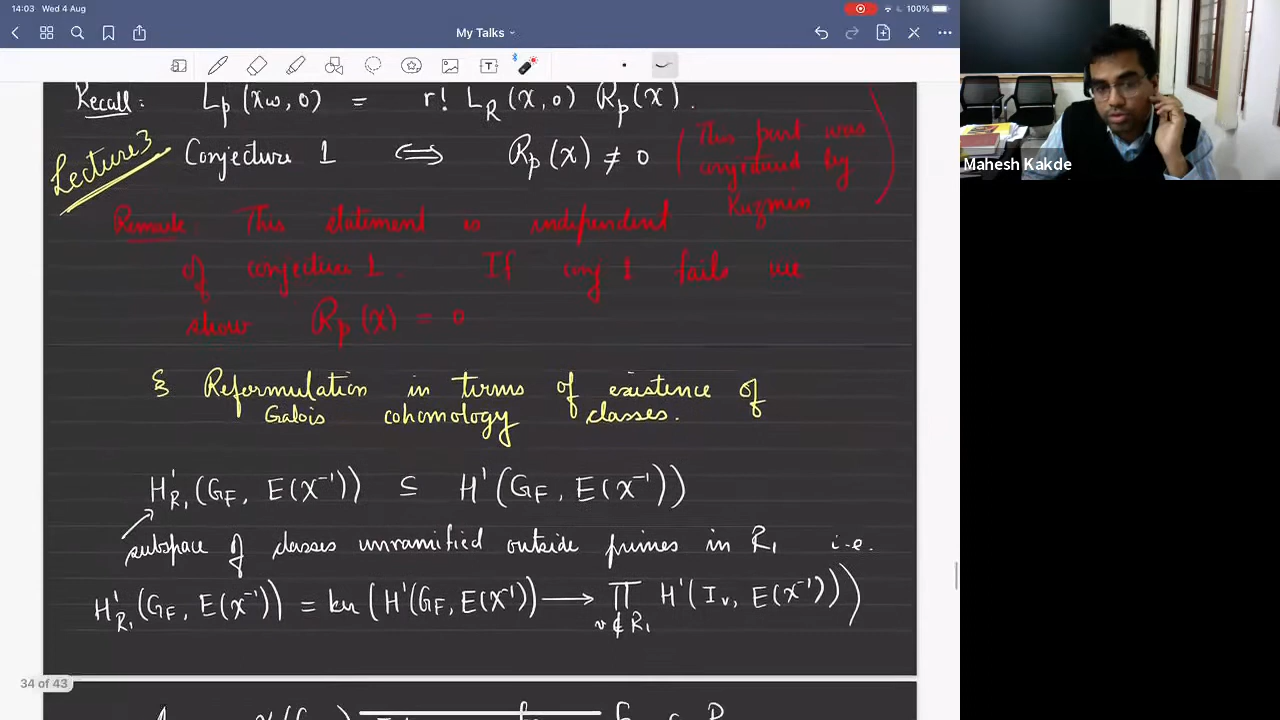 14:03 Wed 4 Aug
100%
My Talks
Recall: L_p(χω, 0) = r! L_R(χ, 0) R_p(χ).
Lecture 3
Conjecture 1 ⟺ R_p(χ) ≠ 0 (This part was conjectured by Kuzmin)
Remark: This statement is independent
of conjecture 1. If conj 1 fails we
show R_p(χ) = 0
§ Reformulation in terms of existence of
Galois cohomology classes.
H¹_{R₁}(G_F, E(χ⁻¹)) ⊆ H¹(G_F, E(χ⁻¹))
subspace of classes unramified outside primes in R₁ i.e.
H¹_{R₁}(G_F, E(χ⁻¹)) = ker(H¹(G_F, E(χ⁻¹)) ⟶ ∏_{v∉R₁} H¹(I_v, E(χ⁻¹)))
34 of 43
Mahesh Kakde